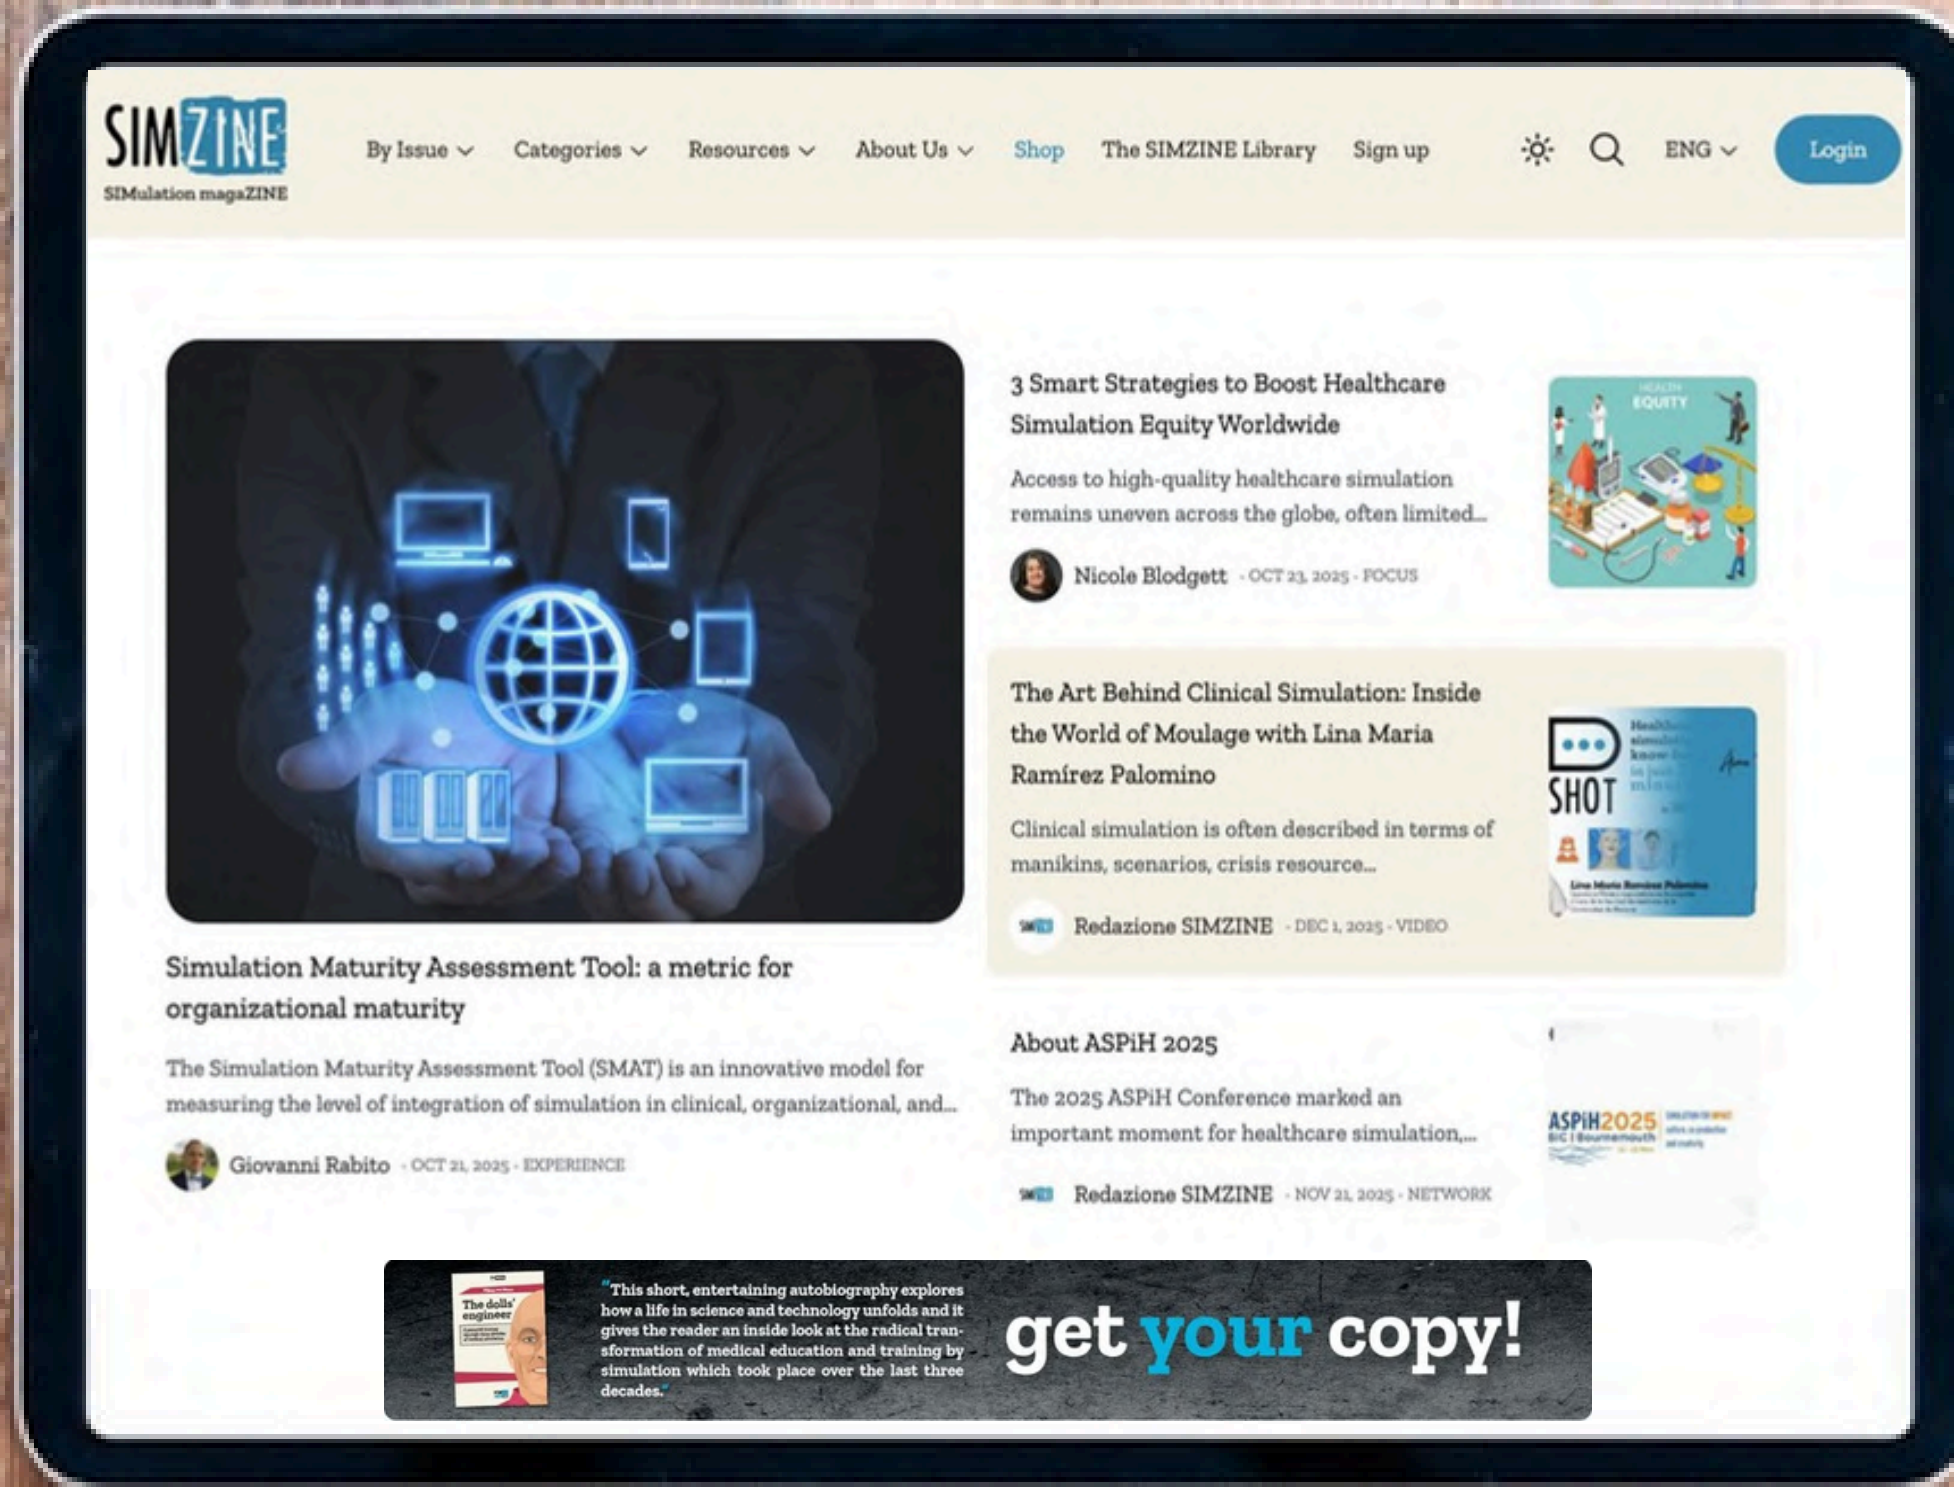 SIMZINE
SIMulation magaZINE
By Issue
Categories
Resources
About Us
Shop
The SIMZINE Library
Sign up
ENG
Login
Simulation Maturity Assessment Tool: a metric for
organizational maturity
The Simulation Maturity Assessment Tool (SMAT) is an innovative model for
measuring the level of integration of simulation in clinical, organizational, and...
Giovanni Rabito - OCT 21, 2025 - EXPERIENCE
3 Smart Strategies to Boost Healthcare
Simulation Equity Worldwide
Access to high-quality healthcare simulation
remains uneven across the globe, often limited...
Nicole Blodgett - OCT 23, 2025 - FOCUS
HEALTH
EQUITY
The Art Behind Clinical Simulation: Inside
the World of Moulage with Lina Maria
Ramírez Palomino
Clinical simulation is often described in terms of
manikins, scenarios, crisis resource...
Redazione SIMZINE - DEC 1, 2025 - VIDEO
SHOT
Lina Maria Ramírez Palomino
About ASPiH 2025
The 2025 ASPiH Conference marked an
important moment for healthcare simulation,...
Redazione SIMZINE - NOV 21, 2025 - NETWORK
ASPiH2025
BIC | Bournemouth
The dolls'
engineer
"This short, entertaining autobiography explores
how a life in science and technology unfolds and it
gives the reader an inside look at the radical tran-
sformation of medical education and training by
simulation which took place over the last three
decades."
get your copy!